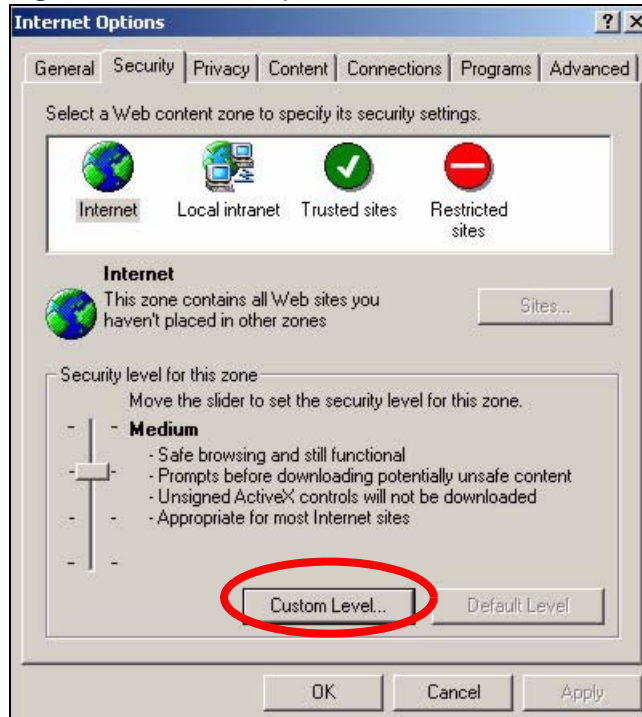 Internet Options
General Security Privacy Content Connections Programs Advanced
Select a Web content zone to specify its security settings.
Internet Local intranet Trusted sites Restricted sites
Internet
This zone contains all Web sites you haven't placed in other zones
Sites...
Security level for this zone
Move the slider to set the security level for this zone.
Medium
- Safe browsing and still functional
- Prompts before downloading potentially unsafe content
- Unsigned ActiveX controls will not be downloaded
- Appropriate for most Internet sites
Custom Level... Default Level
OK Cancel Apply